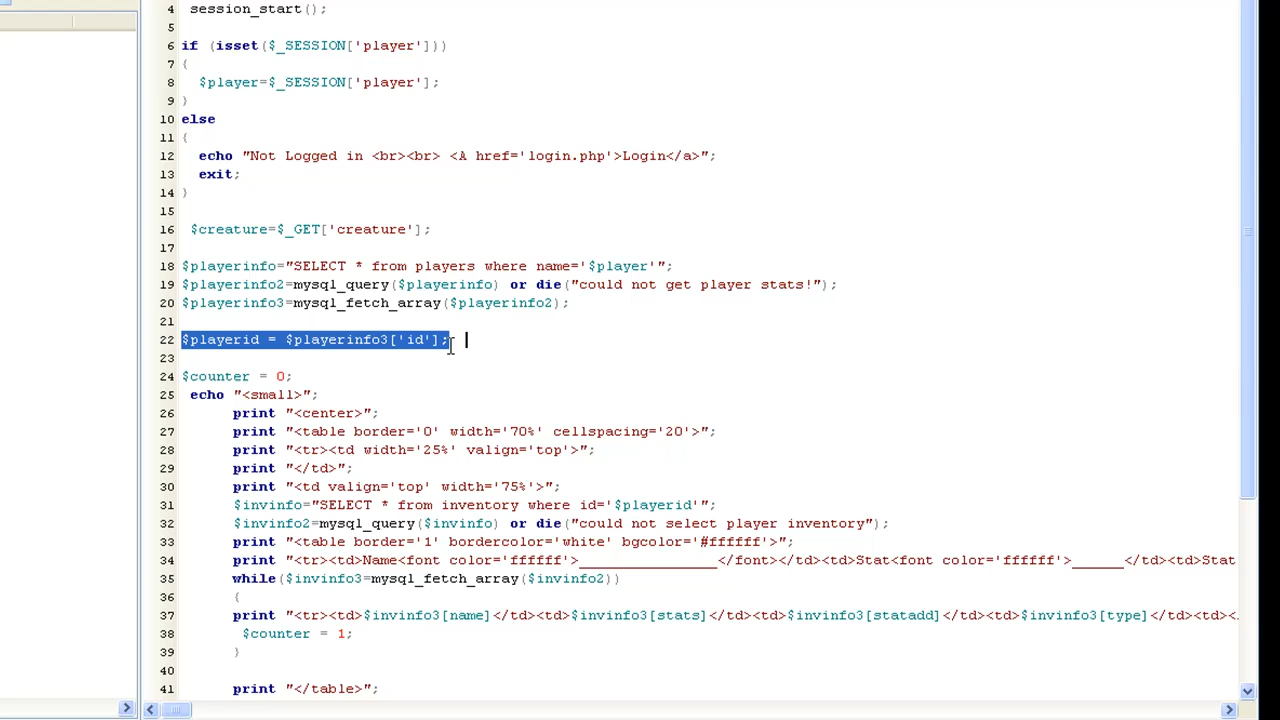 4 session_start();
5
6 if (isset($_SESSION['player']))
7 {
8 $player=$_SESSION['player'];
9 }
10 else
11 {
12 echo "Not Logged in <br><br> <A href='login.php'>Login</a>";
13 exit;
14 }
15
16 $creature=$_GET['creature'];
17
18 $playerinfo="SELECT * from players where name='$player'";
19 $playerinfo2=mysql_query($playerinfo) or die("could not get player stats!");
20 $playerinfo3=mysql_fetch_array($playerinfo2);
21
22 $playerid = $playerinfo3['id'];
23
24 $counter = 0;
25 echo "<small>";
26 print "<center>";
27 print "<table border='0' width='70%' cellspacing='20'>";
28 print "<tr><td width='25%' valign='top'>";
29 print "</td>";
30 print "<td valign='top' width='75%'>";
31 $invinfo="SELECT * from inventory where id='$playerid'";
32 $invinfo2=mysql_query($invinfo) or die("could not select player inventory");
33 print "<table border='1' bordercolor='white' bgcolor='#ffffff'>";
34 print "<tr><td>Name<font color='ffffff'>________________</font></td><td>Stat<font color='ffffff'>______</td><td>Stat
35 while($invinfo3=mysql_fetch_array($invinfo2))
36 {
37 print "<tr><td>$invinfo3[name]</td><td>$invinfo3[stats]</td><td>$invinfo3[statadd]</td><td>$invinfo3[type]</td><td><
38 $counter = 1;
39 }
40
41 print "</table>";